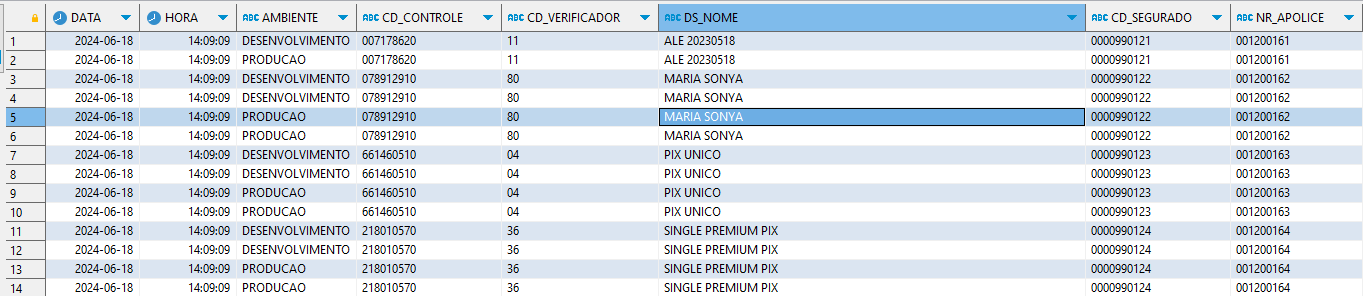 DATA HORA ABC AMBIENTE ABC CD_CONTROLE ABC CD_VERIFICADOR ABC DS_NOME ABC CD_SEGURADO ABC NR_APOLICE
1 2024-06-18 14:09:09 DESENVOLVIMENTO 007178620 11 ALE 20230518 0000990121 001200161
2 2024-06-18 14:09:09 PRODUCAO 007178620 11 ALE 20230518 0000990121 001200161
3 2024-06-18 14:09:09 DESENVOLVIMENTO 078912910 80 MARIA SONYA 0000990122 001200162
4 2024-06-18 14:09:09 DESENVOLVIMENTO 078912910 80 MARIA SONYA 0000990122 001200162
5 2024-06-18 14:09:09 PRODUCAO 078912910 80 MARIA SONYA 0000990122 001200162
6 2024-06-18 14:09:09 PRODUCAO 078912910 80 MARIA SONYA 0000990122 001200162
7 2024-06-18 14:09:09 DESENVOLVIMENTO 661460510 04 PIX UNICO 0000990123 001200163
8 2024-06-18 14:09:09 DESENVOLVIMENTO 661460510 04 PIX UNICO 0000990123 001200163
9 2024-06-18 14:09:09 PRODUCAO 661460510 04 PIX UNICO 0000990123 001200163
10 2024-06-18 14:09:09 PRODUCAO 661460510 04 PIX UNICO 0000990123 001200163
11 2024-06-18 14:09:09 DESENVOLVIMENTO 218010570 36 SINGLE PREMIUM PIX 0000990124 001200164
12 2024-06-18 14:09:09 DESENVOLVIMENTO 218010570 36 SINGLE PREMIUM PIX 0000990124 001200164
13 2024-06-18 14:09:09 PRODUCAO 218010570 36 SINGLE PREMIUM PIX 0000990124 001200164
14 2024-06-18 14:09:09 PRODUCAO 218010570 36 SINGLE PREMIUM PIX 0000990124 001200164